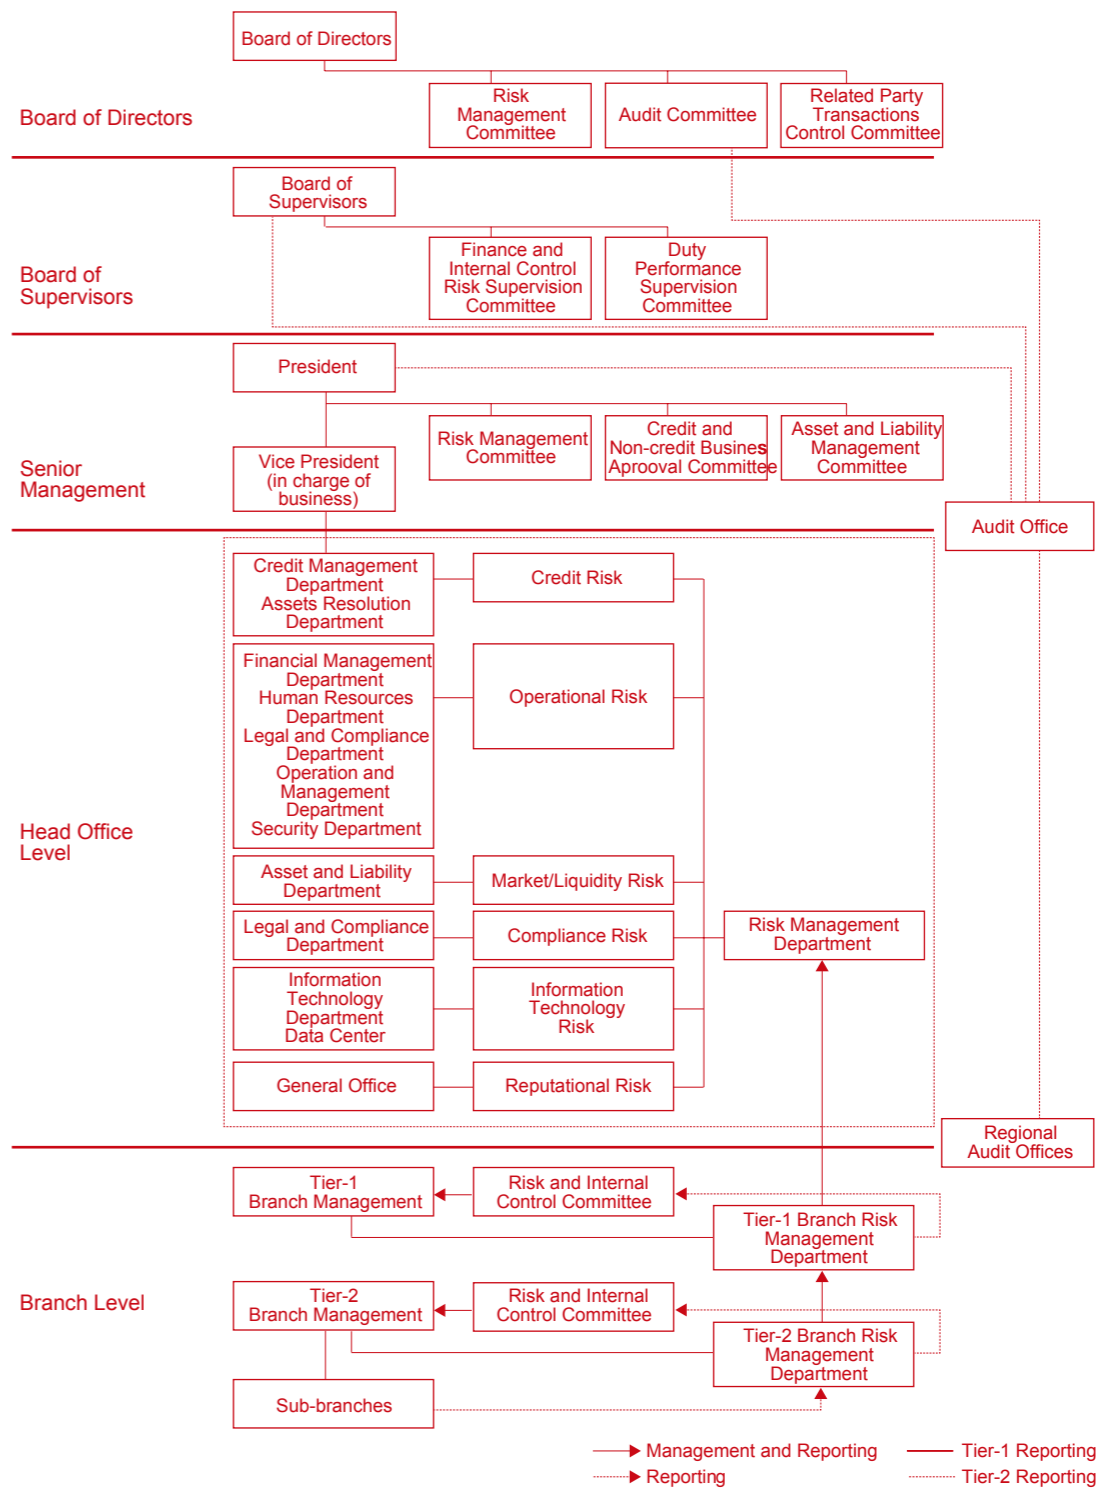 Board of Directors
Board of Directors
Risk
Management
Committee
Audit Committee
Related Party
Transactions
Control Committee
Board of
Supervisors
Board of
Supervisors
Finance and
Internal Control
Risk Supervision
Committee
Duty
Performance
Supervision
Committee
President
Senior
Management
Vice President
(in charge of
business)
Risk Management
Committee
Credit and
Non-credit Busines
Aprooval Committee
Asset and Liability
Management
Committee
Audit Office
Head Office
Level
Credit Management
Department
Assets Resolution
Department
Credit Risk
Financial Management
Department
Human Resources
Department
Legal and Compliance
Department
Operation and
Management
Department
Security Department
Operational Risk
Asset and Liability
Department
Market/Liquidity Risk
Legal and Compliance
Department
Compliance Risk
Risk Management
Department
Information
Technology
Department
Data Center
Information
Technology
Risk
General Office
Reputational Risk
Regional
Audit Offices
Branch Level
Tier-1
Branch Management
Risk and Internal
Control Committee
Tier-1 Branch Risk
Management
Department
Tier-2
Branch Management
Risk and Internal
Control Committee
Tier-2 Branch Risk
Management
Department
Sub-branches
Management and Reporting
Tier-1 Reporting
Reporting
Tier-2 Reporting